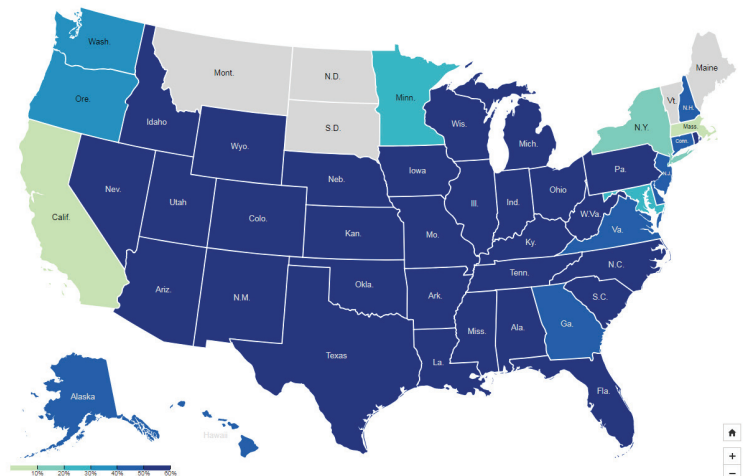 Wash.
Mont.
N.D.
Minn.
Maine
Vt.
N.H.
Ore.
Idaho
S.D.
Wis.
Mich.
N.Y.
Mass.
Conn.
Wyo.
Iowa
Neb.
Pa.
N.J.
Nev.
Utah
Colo.
Ill.
Ind.
Ohio
W.Va.
Va.
Calif.
Kan.
Mo.
Ky.
Ariz.
N.M.
Okla.
Ark.
Tenn.
N.C.
S.C.
Miss.
Ala.
Ga.
Texas
La.
Fla.
Alaska
Hawaii
+
−
10% 20% 30% 40% 50% 60%